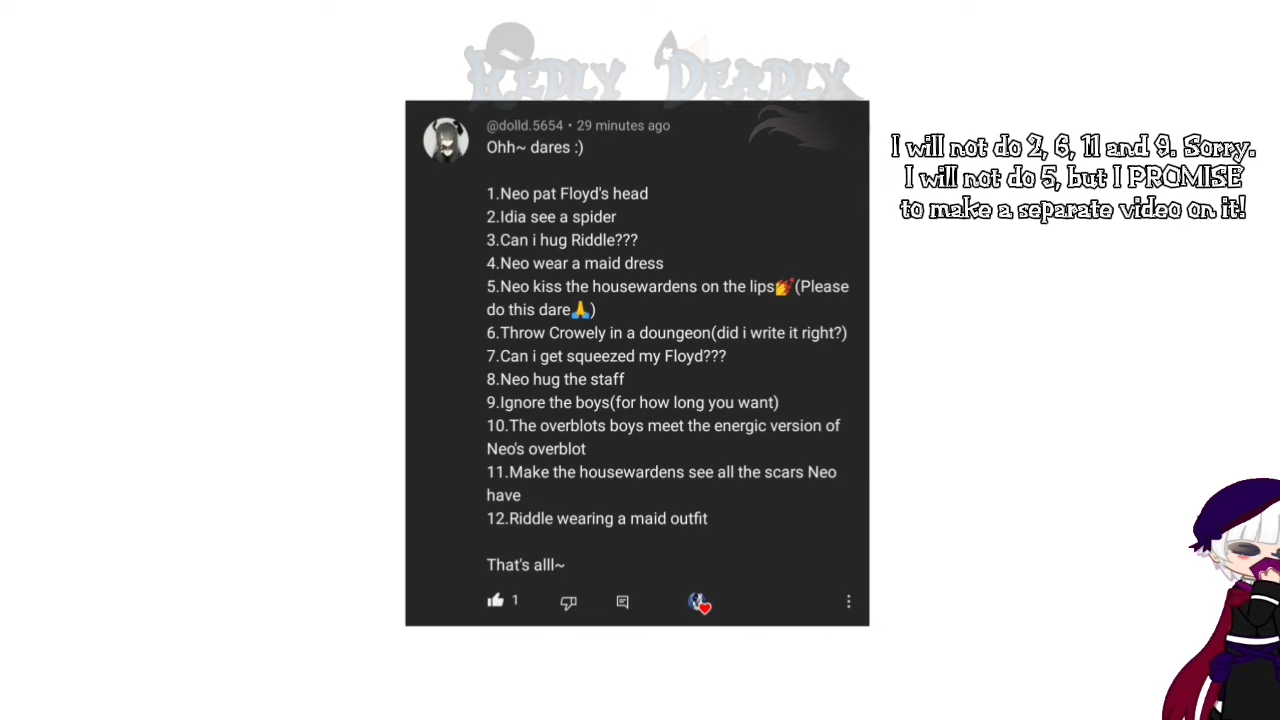 Redly Deadly
@dolld.5654 • 29 minutes ago
Ohh~ dares :)
1.Neo pat Floyd's head
2.Idia see a spider
3.Can i hug Riddle???
4.Neo wear a maid dress
5.Neo kiss the housewardens on the lips💅(Please
do this dare🙏)
6.Throw Crowely in a doungeon(did i write it right?)
7.Can i get squeezed my Floyd???
8.Neo hug the staff
9.Ignore the boys(for how long you want)
10.The overblots boys meet the energic version of
Neo's overblot
11.Make the housewardens see all the scars Neo
have
12.Riddle wearing a maid outfit
That's alll~
1
I will not do 2, 6, 11 and 9. Sorry.
I will not do 5, but I PROMISE
to make a separate video on it!